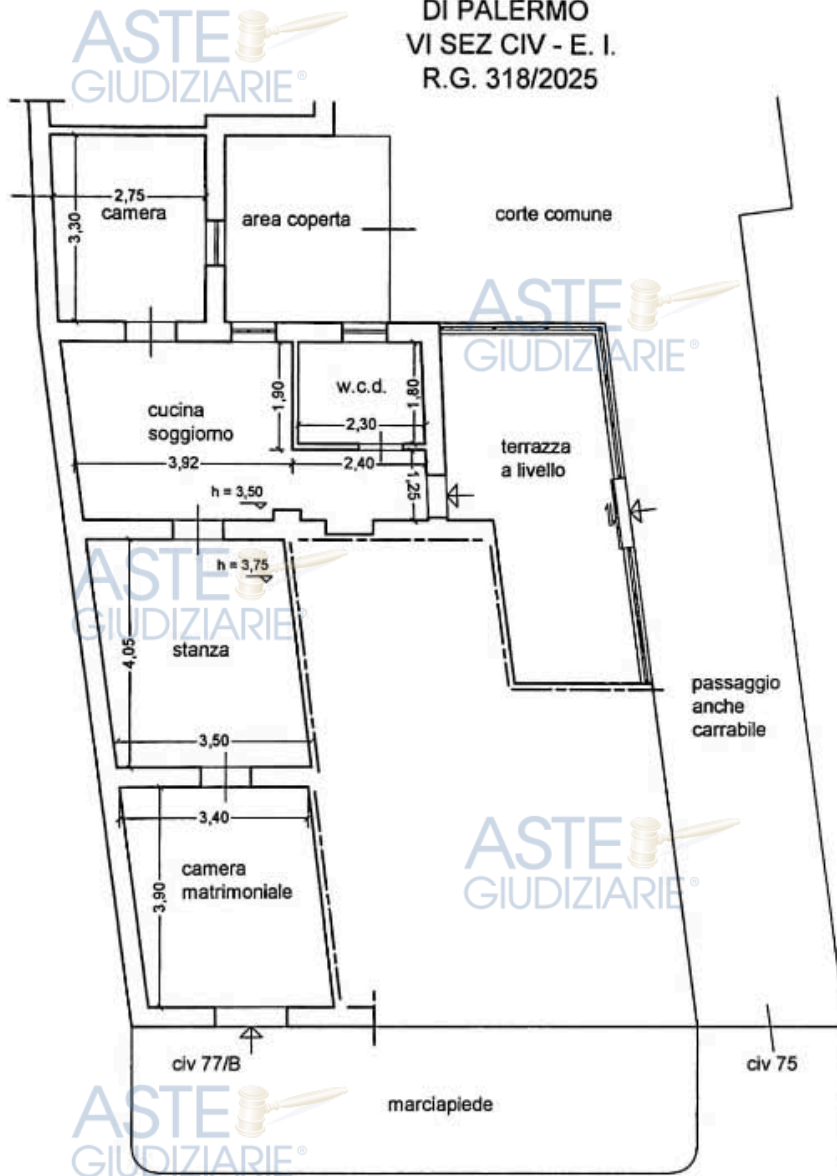 DI PALERMO
VI SEZ CIV - E. I.
R.G. 318/2025
ASTE
GIUDIZIARIE®
2,75
camera
3,30
area coperta
corte comune
ASTE
GIUDIZIARIE®
w.c.d.
1,90
1,80
2,30
cucina
soggiorno
3,92
2,40
1,25
terrazza
a livello
h = 3,50
ASTE
GIUDIZIARIE®
h = 3,75
stanza
4,05
3,50
passaggio
anche
carrabile
3,40
camera
matrimoniale
3,90
ASTE
GIUDIZIARIE®
civ 77/B
civ 75
marciapiede
ASTE
GIUDIZIARIE®